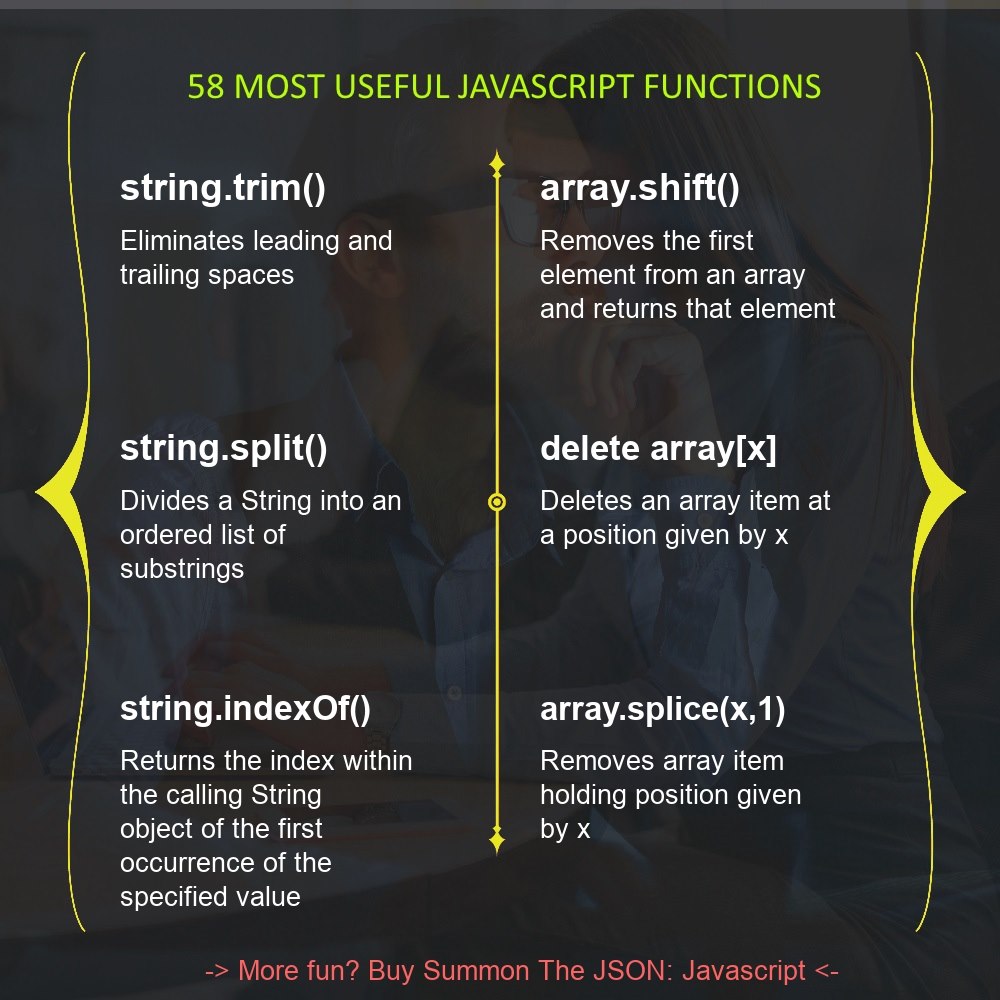 58 MOST USEFUL JAVASCRIPT FUNCTIONS
string.trim()
Eliminates leading and
trailing spaces
string.split()
Divides a String into an
ordered list of
substrings
string.indexOf()
Returns the index within
the calling String
object of the first
occurrence of the
specified value
array.shift()
Removes the first
element from an array
and returns that element
delete array[x]
Deletes an array item at
a position given by x
array.splice(x,1)
Removes array item
holding position given
by x
-> More fun? Buy Summon The JSON: Javascript <-